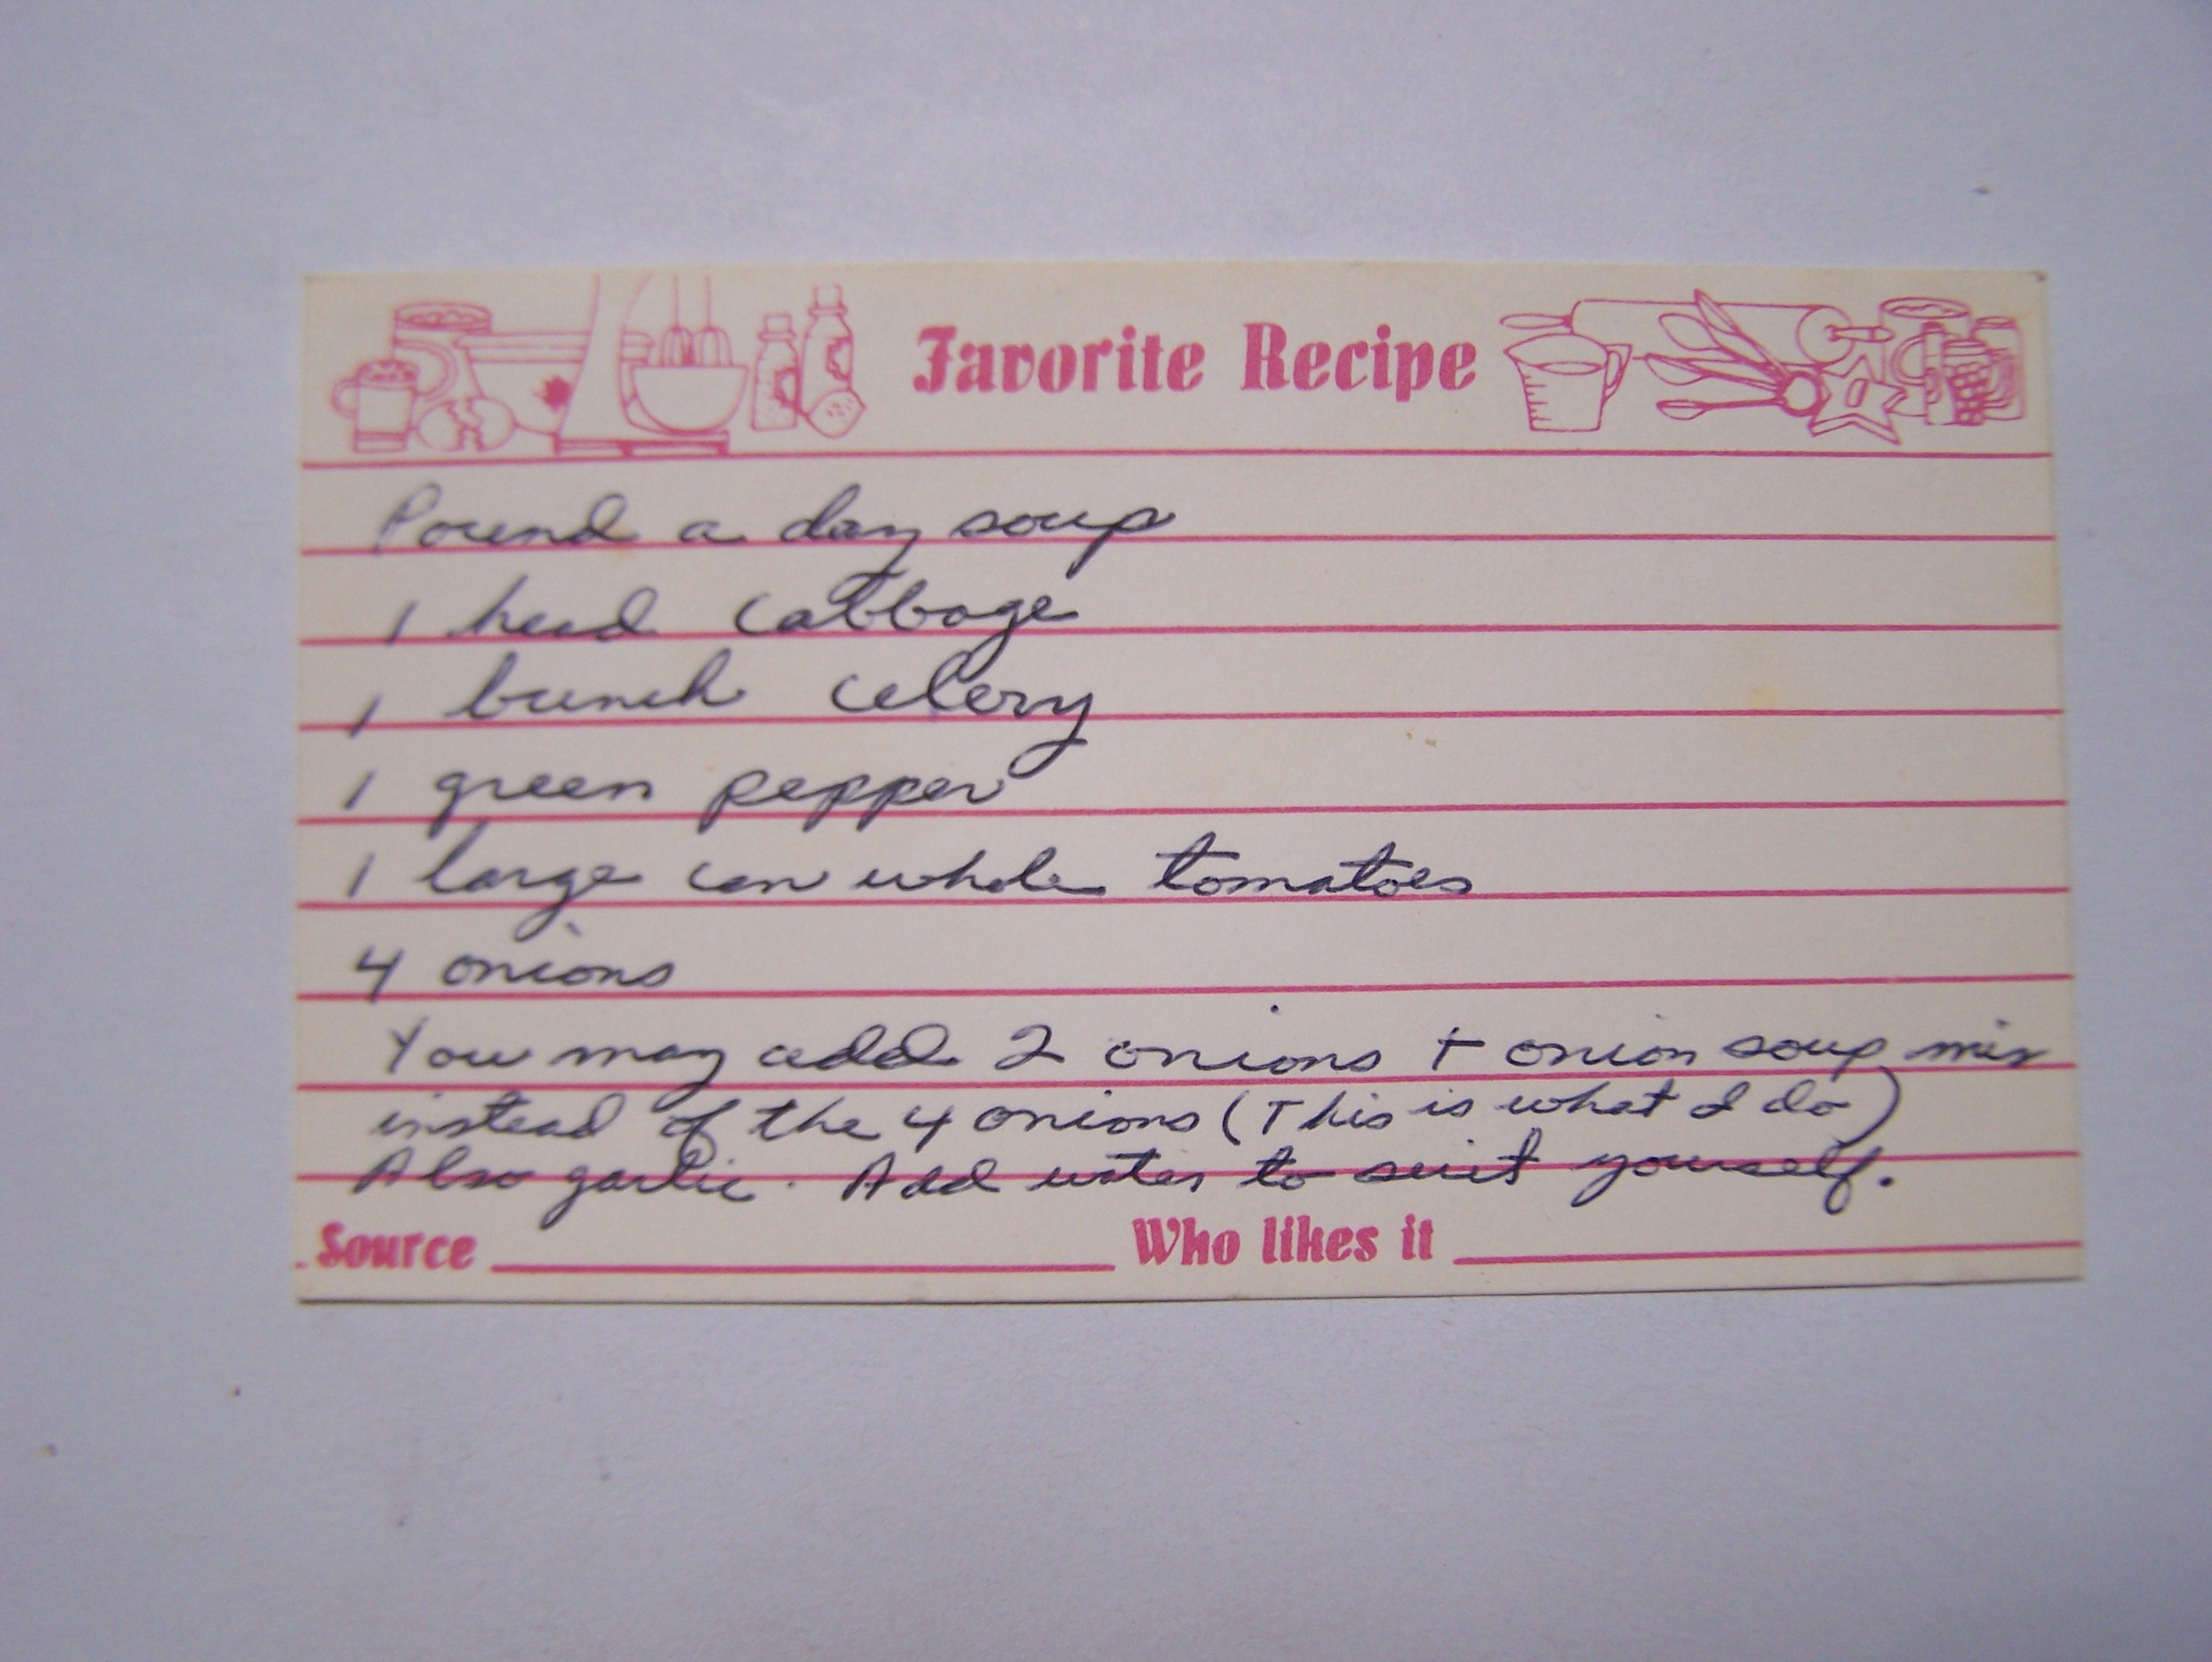 Favorite Recipe
Pound a day soup
1 head cabbage
1 bunch celery
1 green pepper
1 large can whole tomatoes
4 onions
You may add 2 onions + onion soup mix
instead of the 4 onions (This is what I do)
Also garlic. Add water to suit yourself.
Source Who likes it